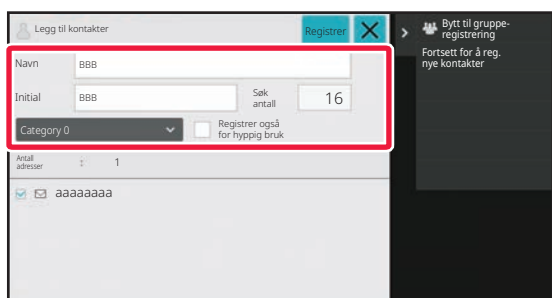 Legg til kontakter
Registrer
Navn
BBB
Initial
BBB
Søk
antall
16
Category 0
Registrer også
for hyppig bruk
Antall
adresser
:
1
aaaaaaaa
Bytt til gruppe-
registrering
Fortsett for å reg.
nye kontakter